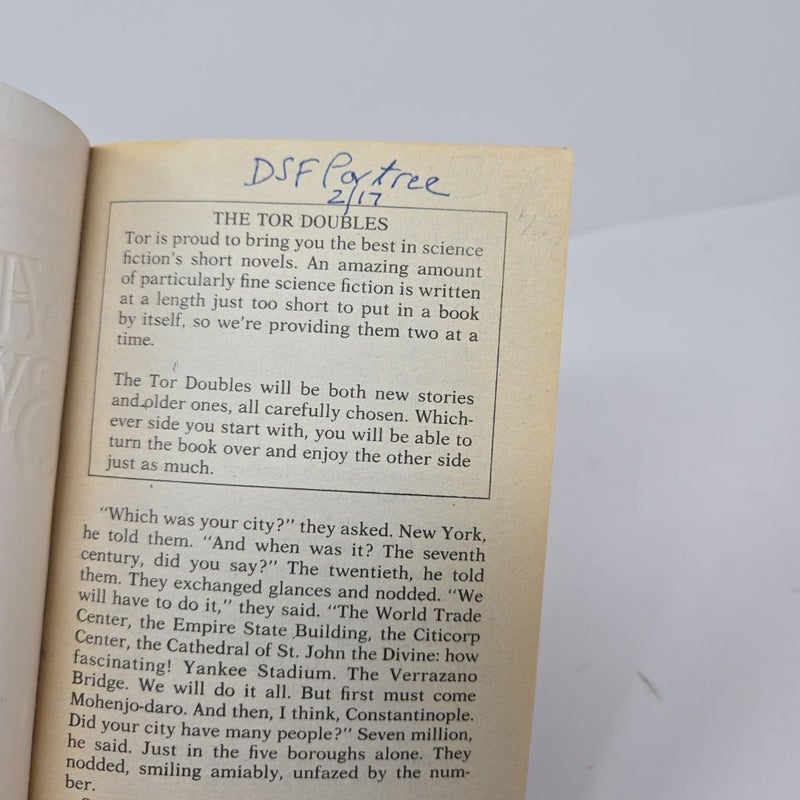 DSF Portree
2/17
THE TOR DOUBLES
Tor is proud to bring you the best in science
fiction's short novels. An amazing amount
of particularly fine science fiction is written
at a length just too short to put in a book
by itself, so we're providing them two at a
time.
The Tor Doubles will be both new stories
and older ones, all carefully chosen. Which-
ever side you start with, you will be able to
turn the book over and enjoy the other side
just as much.
"Which was your city?" they asked. New York,
he told them. "And when was it? The seventh
century, did you say?" The twentieth, he told
them. They exchanged glances and nodded. "We
will have to do it," they said. "The World Trade
Center, the Empire State Building, the Citicorp
Center, the Cathedral of St. John the Divine: how
fascinating! Yankee Stadium. The Verrazano
Bridge. We will do it all. But first must come
Mohenjo-daro. And then, I think, Constantinople.
Did your city have many people?" Seven million,
he said. Just in the five boroughs alone. They
nodded, smiling amiably, unfazed by the num-
ber.